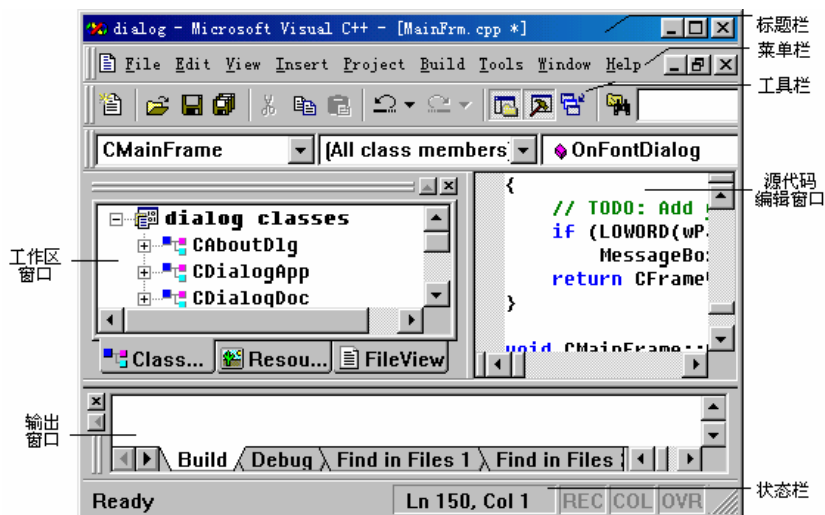 dialog - Microsoft Visual C++ - [MainFrm.cpp *]
标题栏
File Edit View Insert Project Build Tools Window Help
菜单栏
工具栏
CMainFrame
(All class members)
OnFontDialog
{
// TODO: Add
if (LOWORD(wP
MessageBo
return CFrame
}
void CMainFrame::
源代码
编辑窗口
dialog classes
CAboutDlg
CDialogApp
CDialogDoc
工作区
窗口
Class...
Resou...
FileView
输出
窗口
Build
Debug
Find in Files 1
Find in Files
Ready
Ln 150, Col 1
REC COL OVR
状态栏